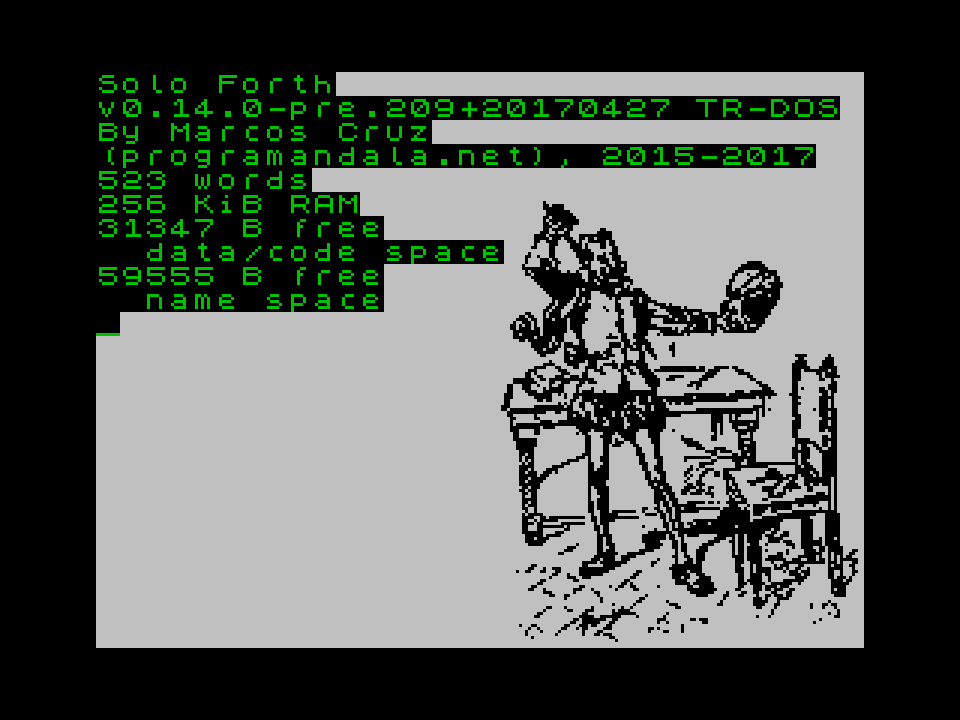 Solo Forth
v0.14.0-pre.209+20170427 TR-DOS
By Marcos Cruz
(programandala.net), 2015-2017
523 words
256 KiB RAM
31347 B free
data/code space
59555 B free
name space